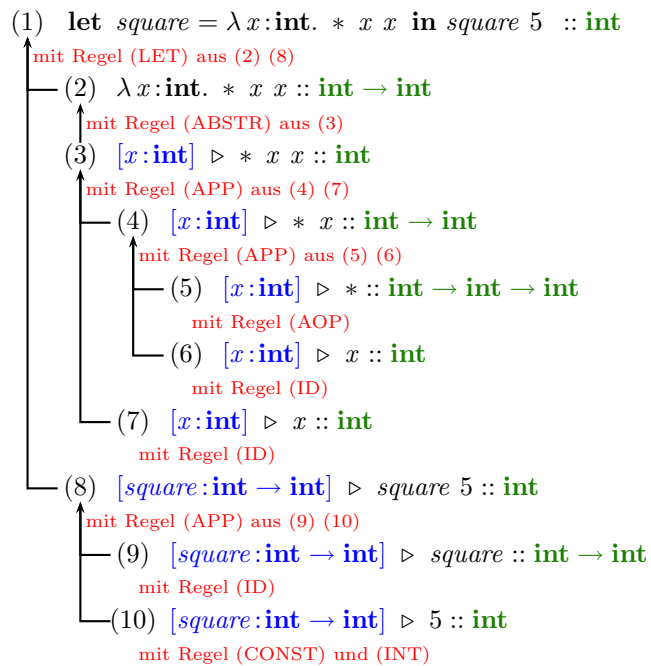 (1) let square = λ x:int. * x x in square 5 :: int
mit Regel (LET) aus (2) (8)
(2) λ x:int. * x x :: int → int
mit Regel (ABSTR) aus (3)
(3) [x:int] ▷ * x x :: int
mit Regel (APP) aus (4) (7)
(4) [x:int] ▷ * x :: int → int
mit Regel (APP) aus (5) (6)
(5) [x:int] ▷ * :: int → int → int
mit Regel (AOP)
(6) [x:int] ▷ x :: int
mit Regel (ID)
(7) [x:int] ▷ x :: int
mit Regel (ID)
(8) [square:int → int] ▷ square 5 :: int
mit Regel (APP) aus (9) (10)
(9) [square:int → int] ▷ square :: int → int
mit Regel (ID)
(10) [square:int → int] ▷ 5 :: int
mit Regel (CONST) und (INT)